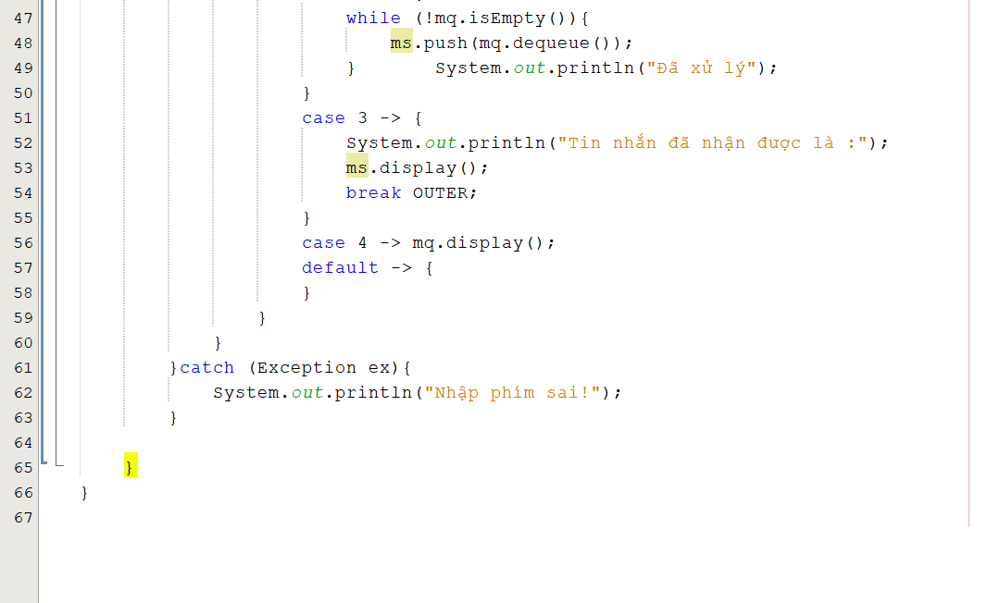 47 while (!mq.isEmpty()){
48 ms.push(mq.dequeue());
49 } System.out.println("Đã xử lý");
50 }
51 case 3 -> {
52 System.out.println("Tin nhắn đã nhận được là :");
53 ms.display();
54 break OUTER;
55 }
56 case 4 -> mq.display();
57 default -> {
58 }
59 }
60 }
61 }catch (Exception ex){
62 System.out.println("Nhập phím sai!");
63 }
64
65 }
66 }
67